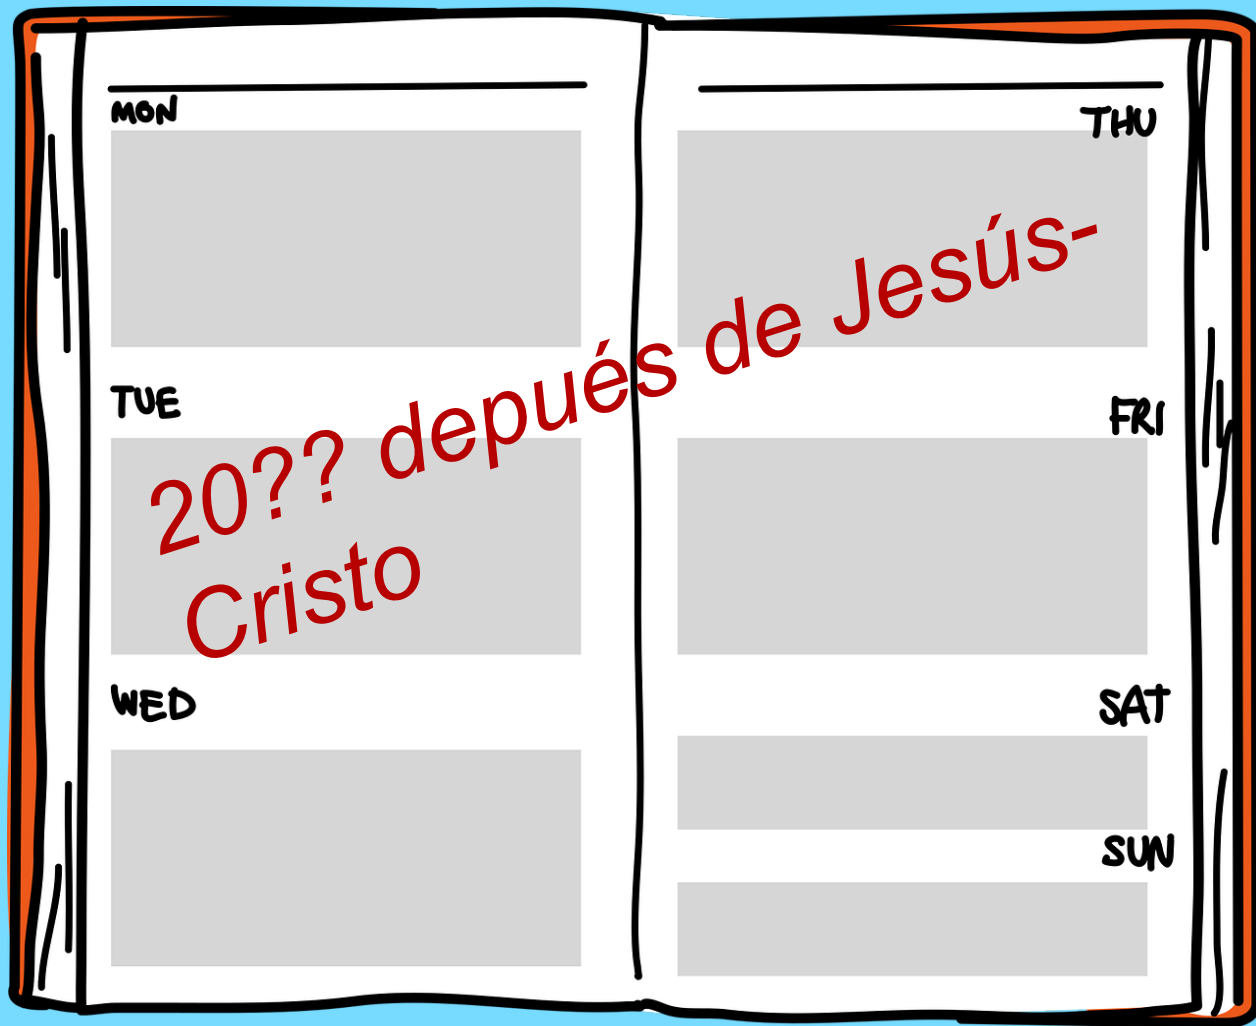 MON
TUE
WED
THU
FRI
SAT
SUN
20?? depués de Jesús-
Cristo